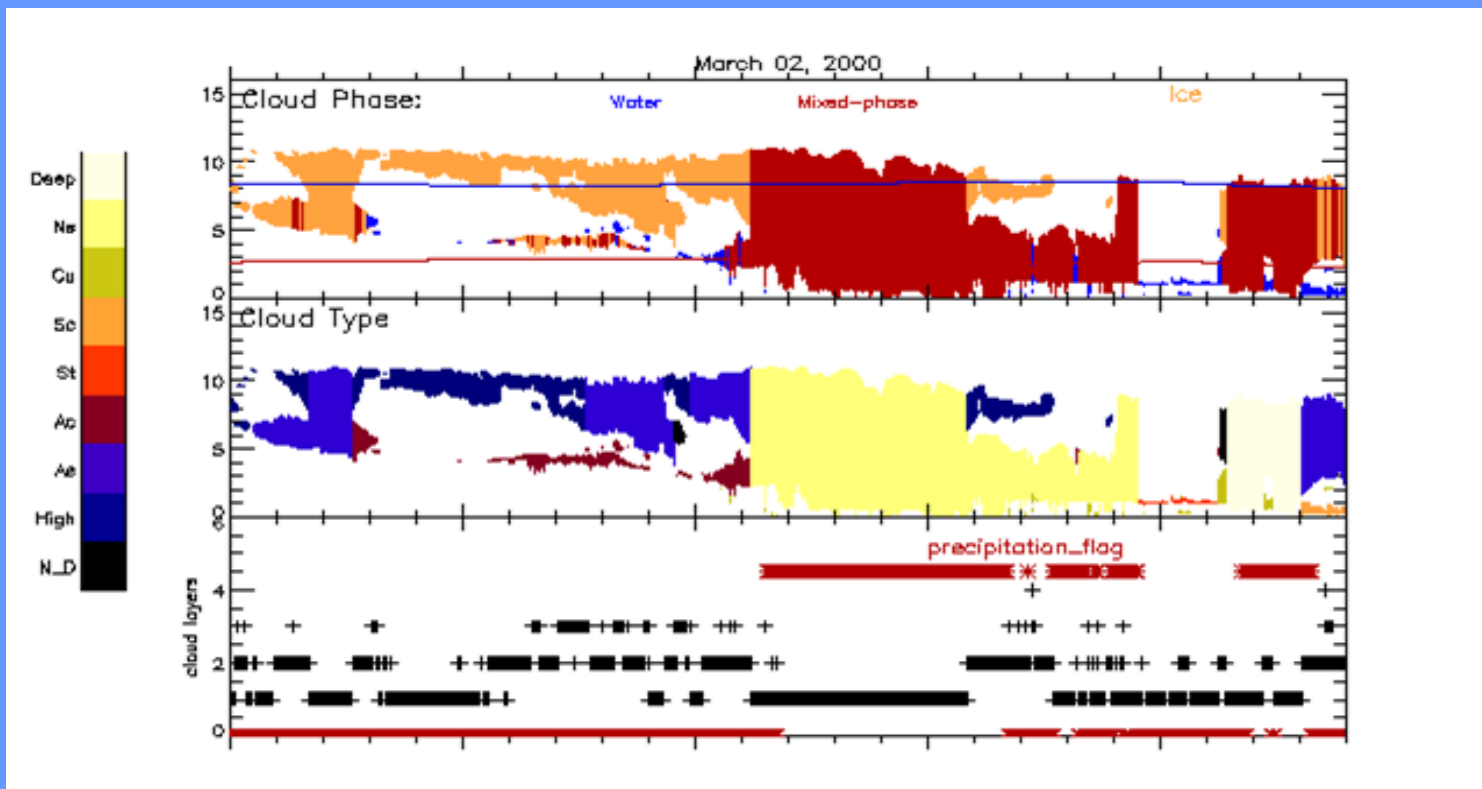 March 02, 2000
Cloud Phase:
Water
Mixed-phase
Ice
15
10
5
0
Deep
Ns
Cu
Sc
St
Ac
As
High
N_D
Cloud Type
15
10
5
0
precipitation_flag
cloud layers
6
4
2
0